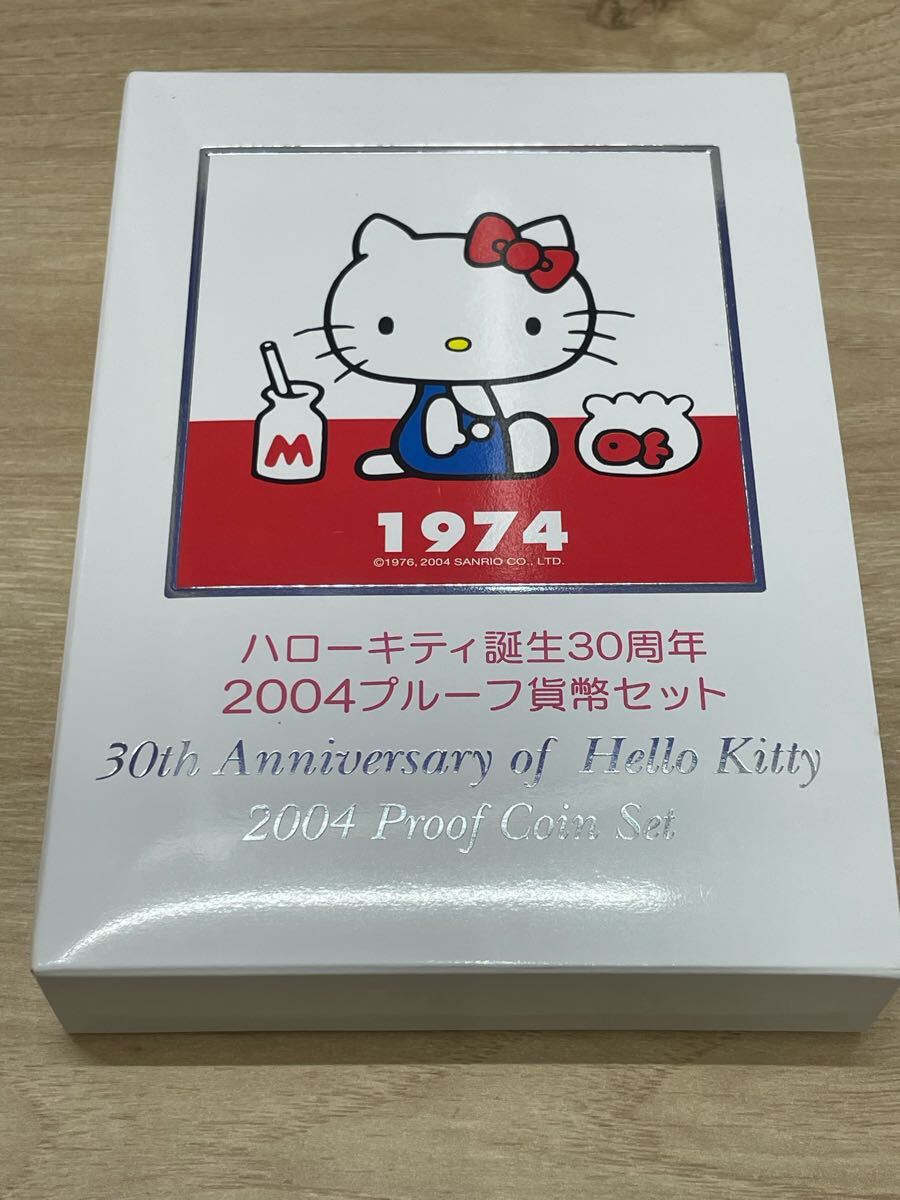 M
1974
©1976, 2004 SANRIO CO., LTD.
ハローキティ誕生30周年
2004プルーフ貨幣セット
30th Anniversary of Hello Kitty
2004 Proof Coin Set